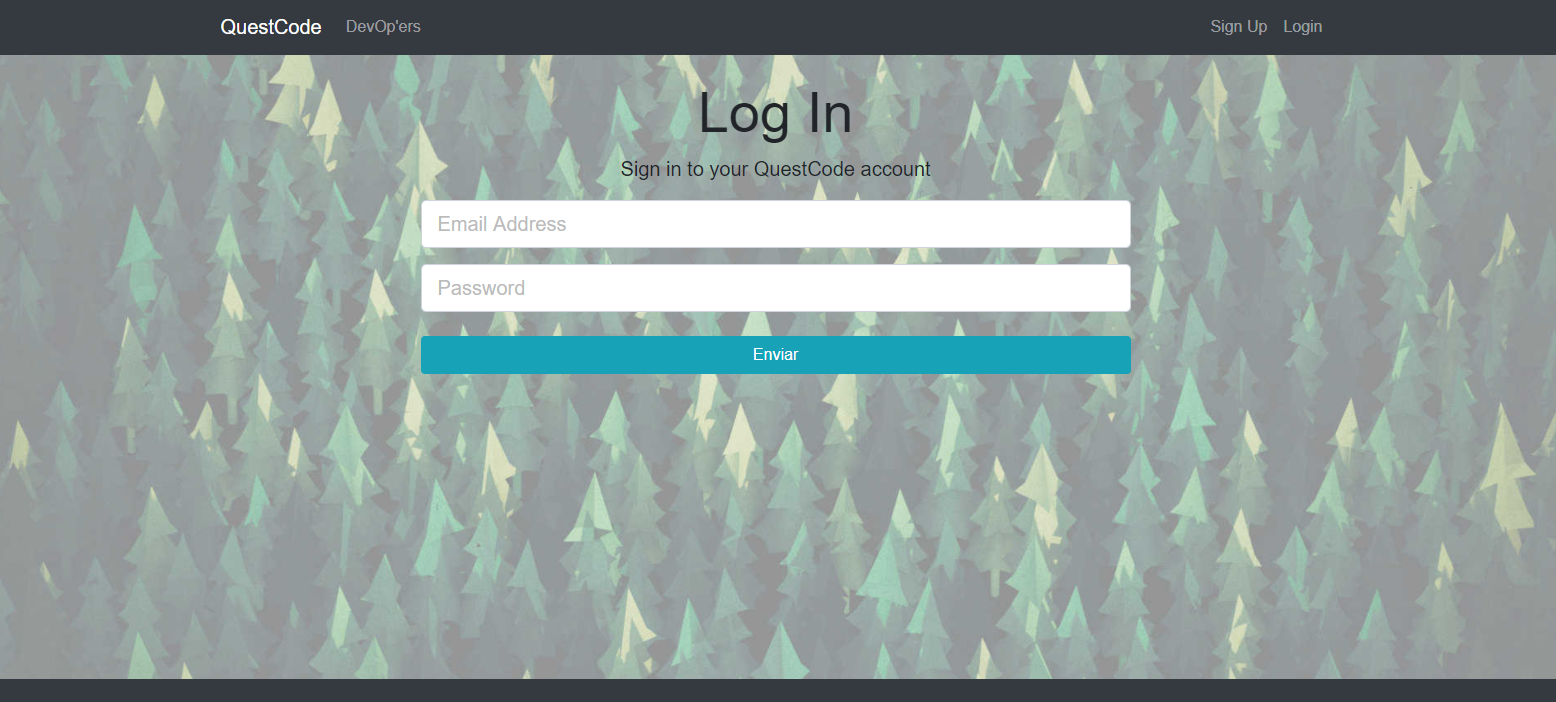 QuestCode DevOp'ers Sign Up Login
Log In
Sign in to your QuestCode account
Email Address
Password
Enviar